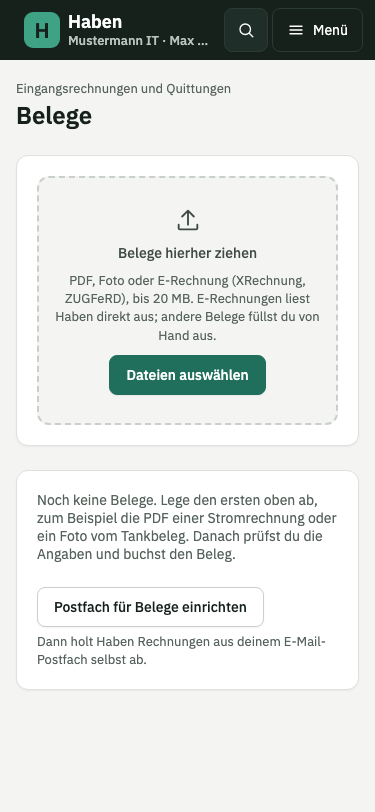 H
Haben
Mustermann IT · Max ...
Menü
Eingangsrechnungen und Quittungen
Belege
Belege hierher ziehen
PDF, Foto oder E-Rechnung (XRechnung,
ZUGFeRD), bis 20 MB. E-Rechnungen liest
Haben direkt aus; andere Belege füllst du von
Hand aus.
Dateien auswählen
Noch keine Belege. Lege den ersten oben ab,
zum Beispiel die PDF einer Stromrechnung oder
ein Foto vom Tankbeleg. Danach prüfst du die
Angaben und buchst den Beleg.
Postfach für Belege einrichten
Dann holt Haben Rechnungen aus deinem E-Mail-
Postfach selbst ab.